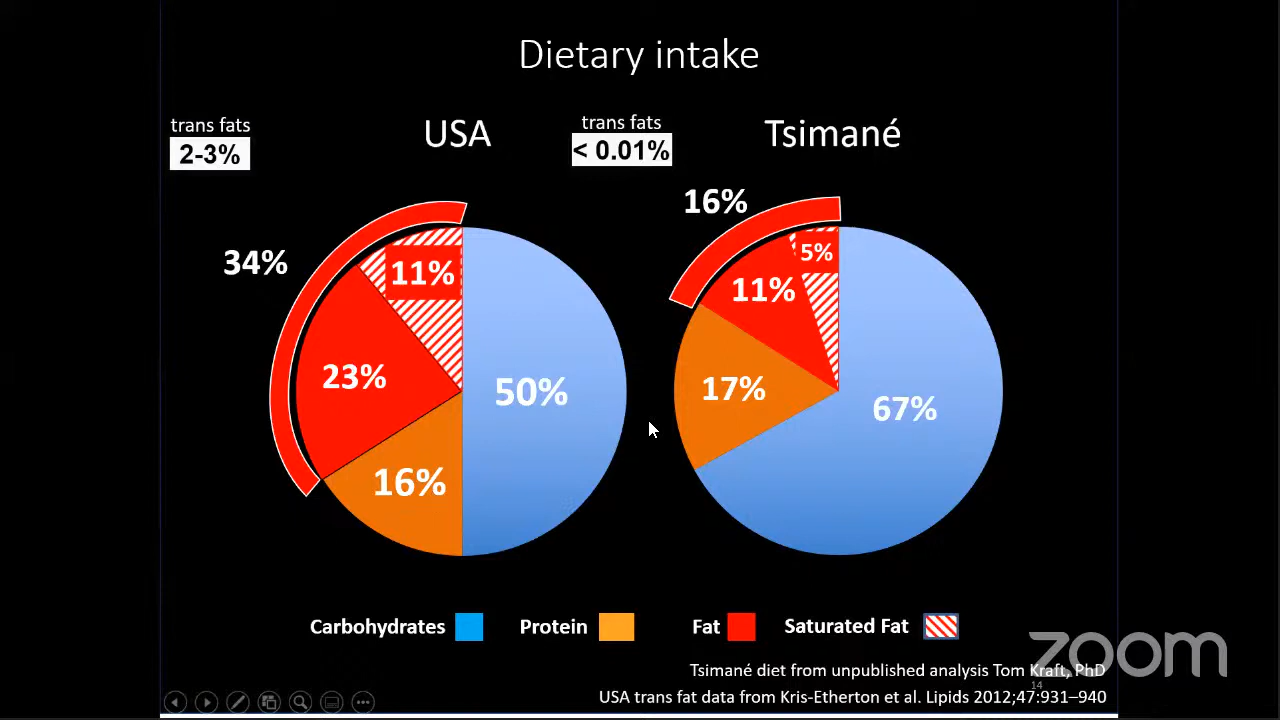 Dietary intake
trans fats
2-3%
USA
trans fats
< 0.01%
Tsimané
34%
11%
23%
50%
16%
16%
5%
11%
17%
67%
Carbohydrates
Protein
Fat
Saturated Fat
zoom
Tsimané diet from unpublished analysis Tom Kraft, PhD
14
USA trans fat data from Kris-Etherton et al. Lipids 2012;47:931–940